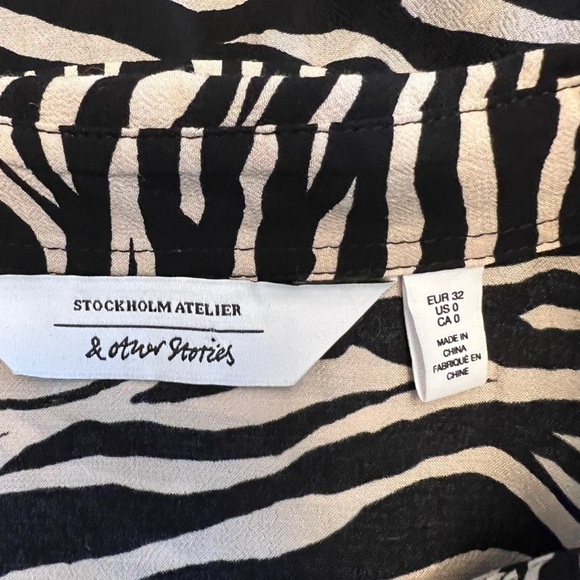 STOCKHOLM ATELIER
& other Stories
EUR 32
US 0
CA 0
MADE IN
CHINA
FABRIQUÉ EN
CHINE